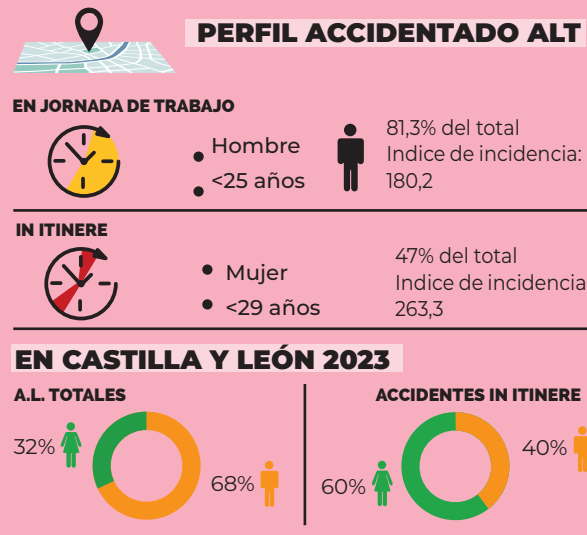 PERFIL ACCIDENTADO ALT
EN JORNADA DE TRABAJO
Hombre
<25 años
81,3% del total
Indice de incidencia:
180,2
IN ITINERE
Mujer
<29 años
47% del total
Indice de incidencia
263,3
EN CASTILLA Y LEÓN 2023
A.L. TOTALES
32%
68%
ACCIDENTES IN ITINERE
60%
40%